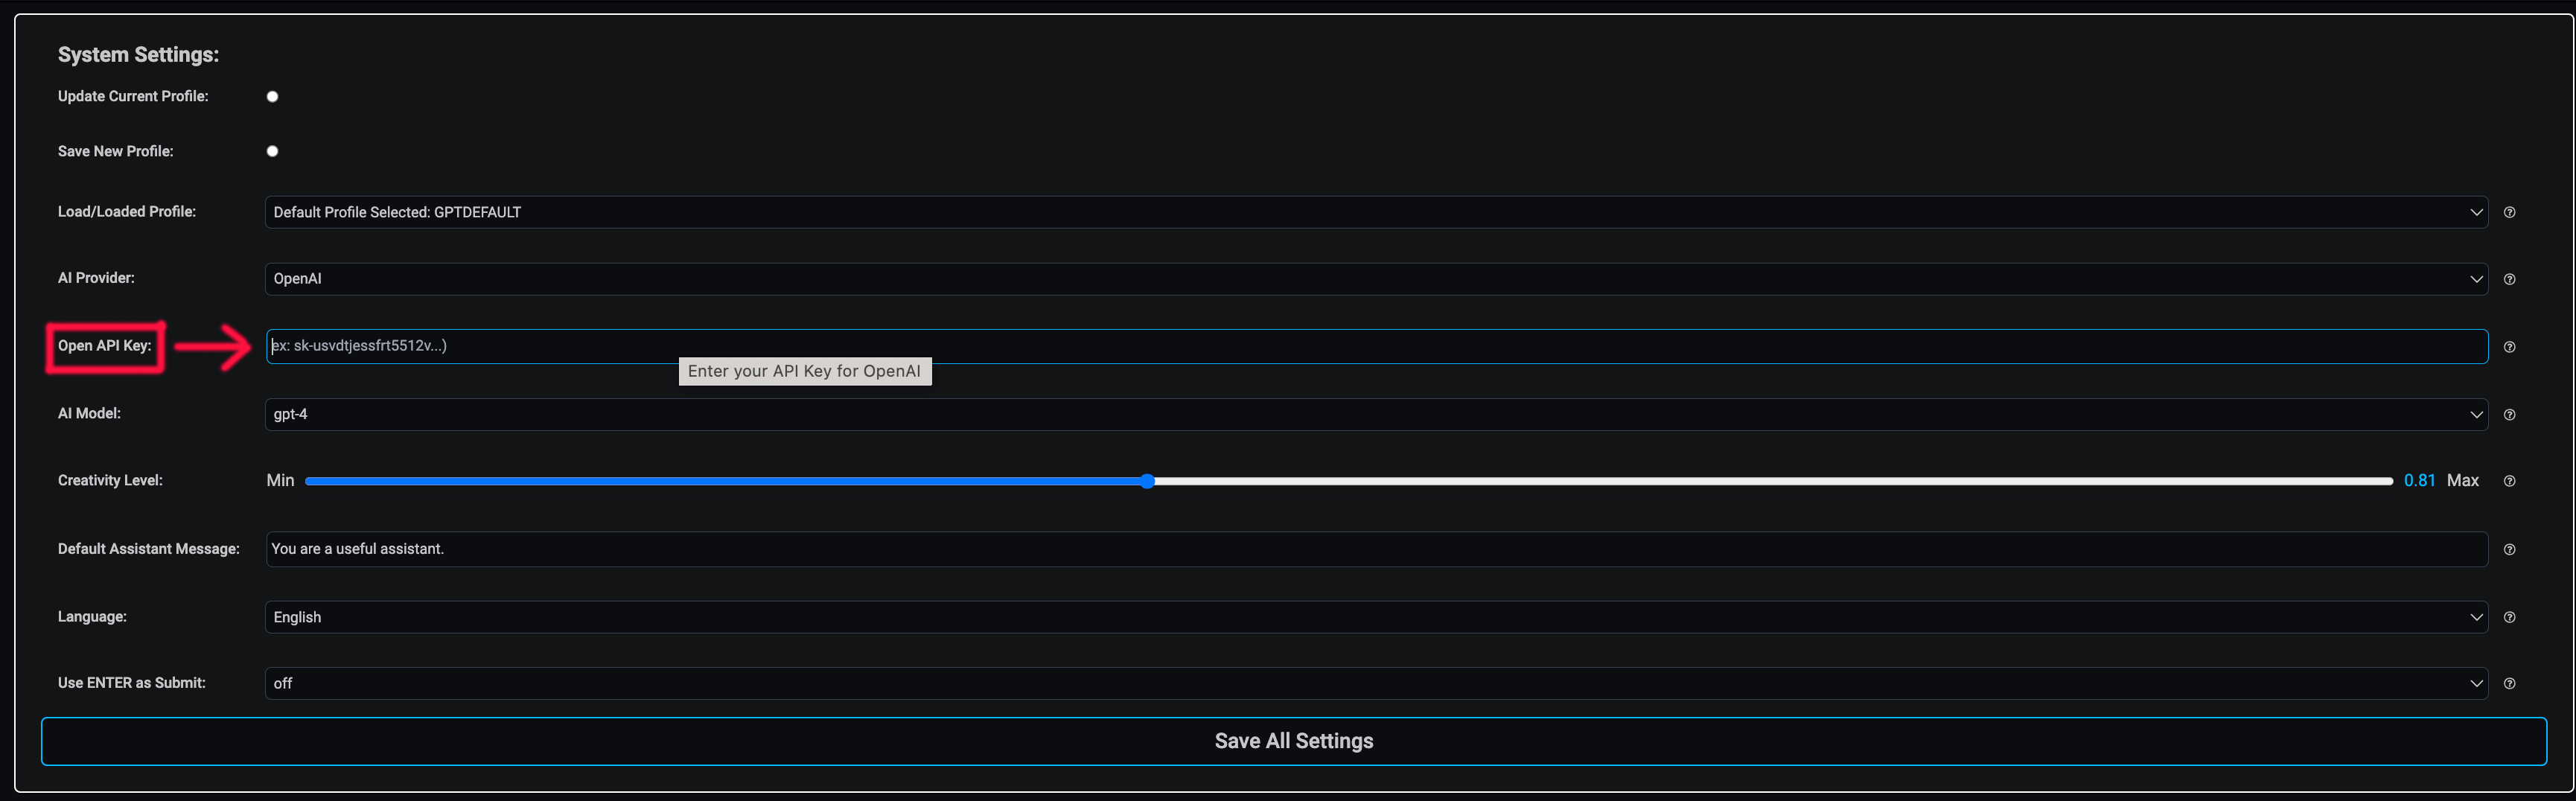 System Settings:
Update Current Profile:
Save New Profile:
Load/Loaded Profile: Default Profile Selected: GPTDEFAULT
AI Provider: OpenAI
Open API Key: ex: sk-usvdtjessfrt5512v...)
Enter your API Key for OpenAI
AI Model: gpt-4
Creativity Level: Min 0.81 Max
Default Assistant Message: You are a useful assistant.
Language: English
Use ENTER as Submit: off
Save All Settings